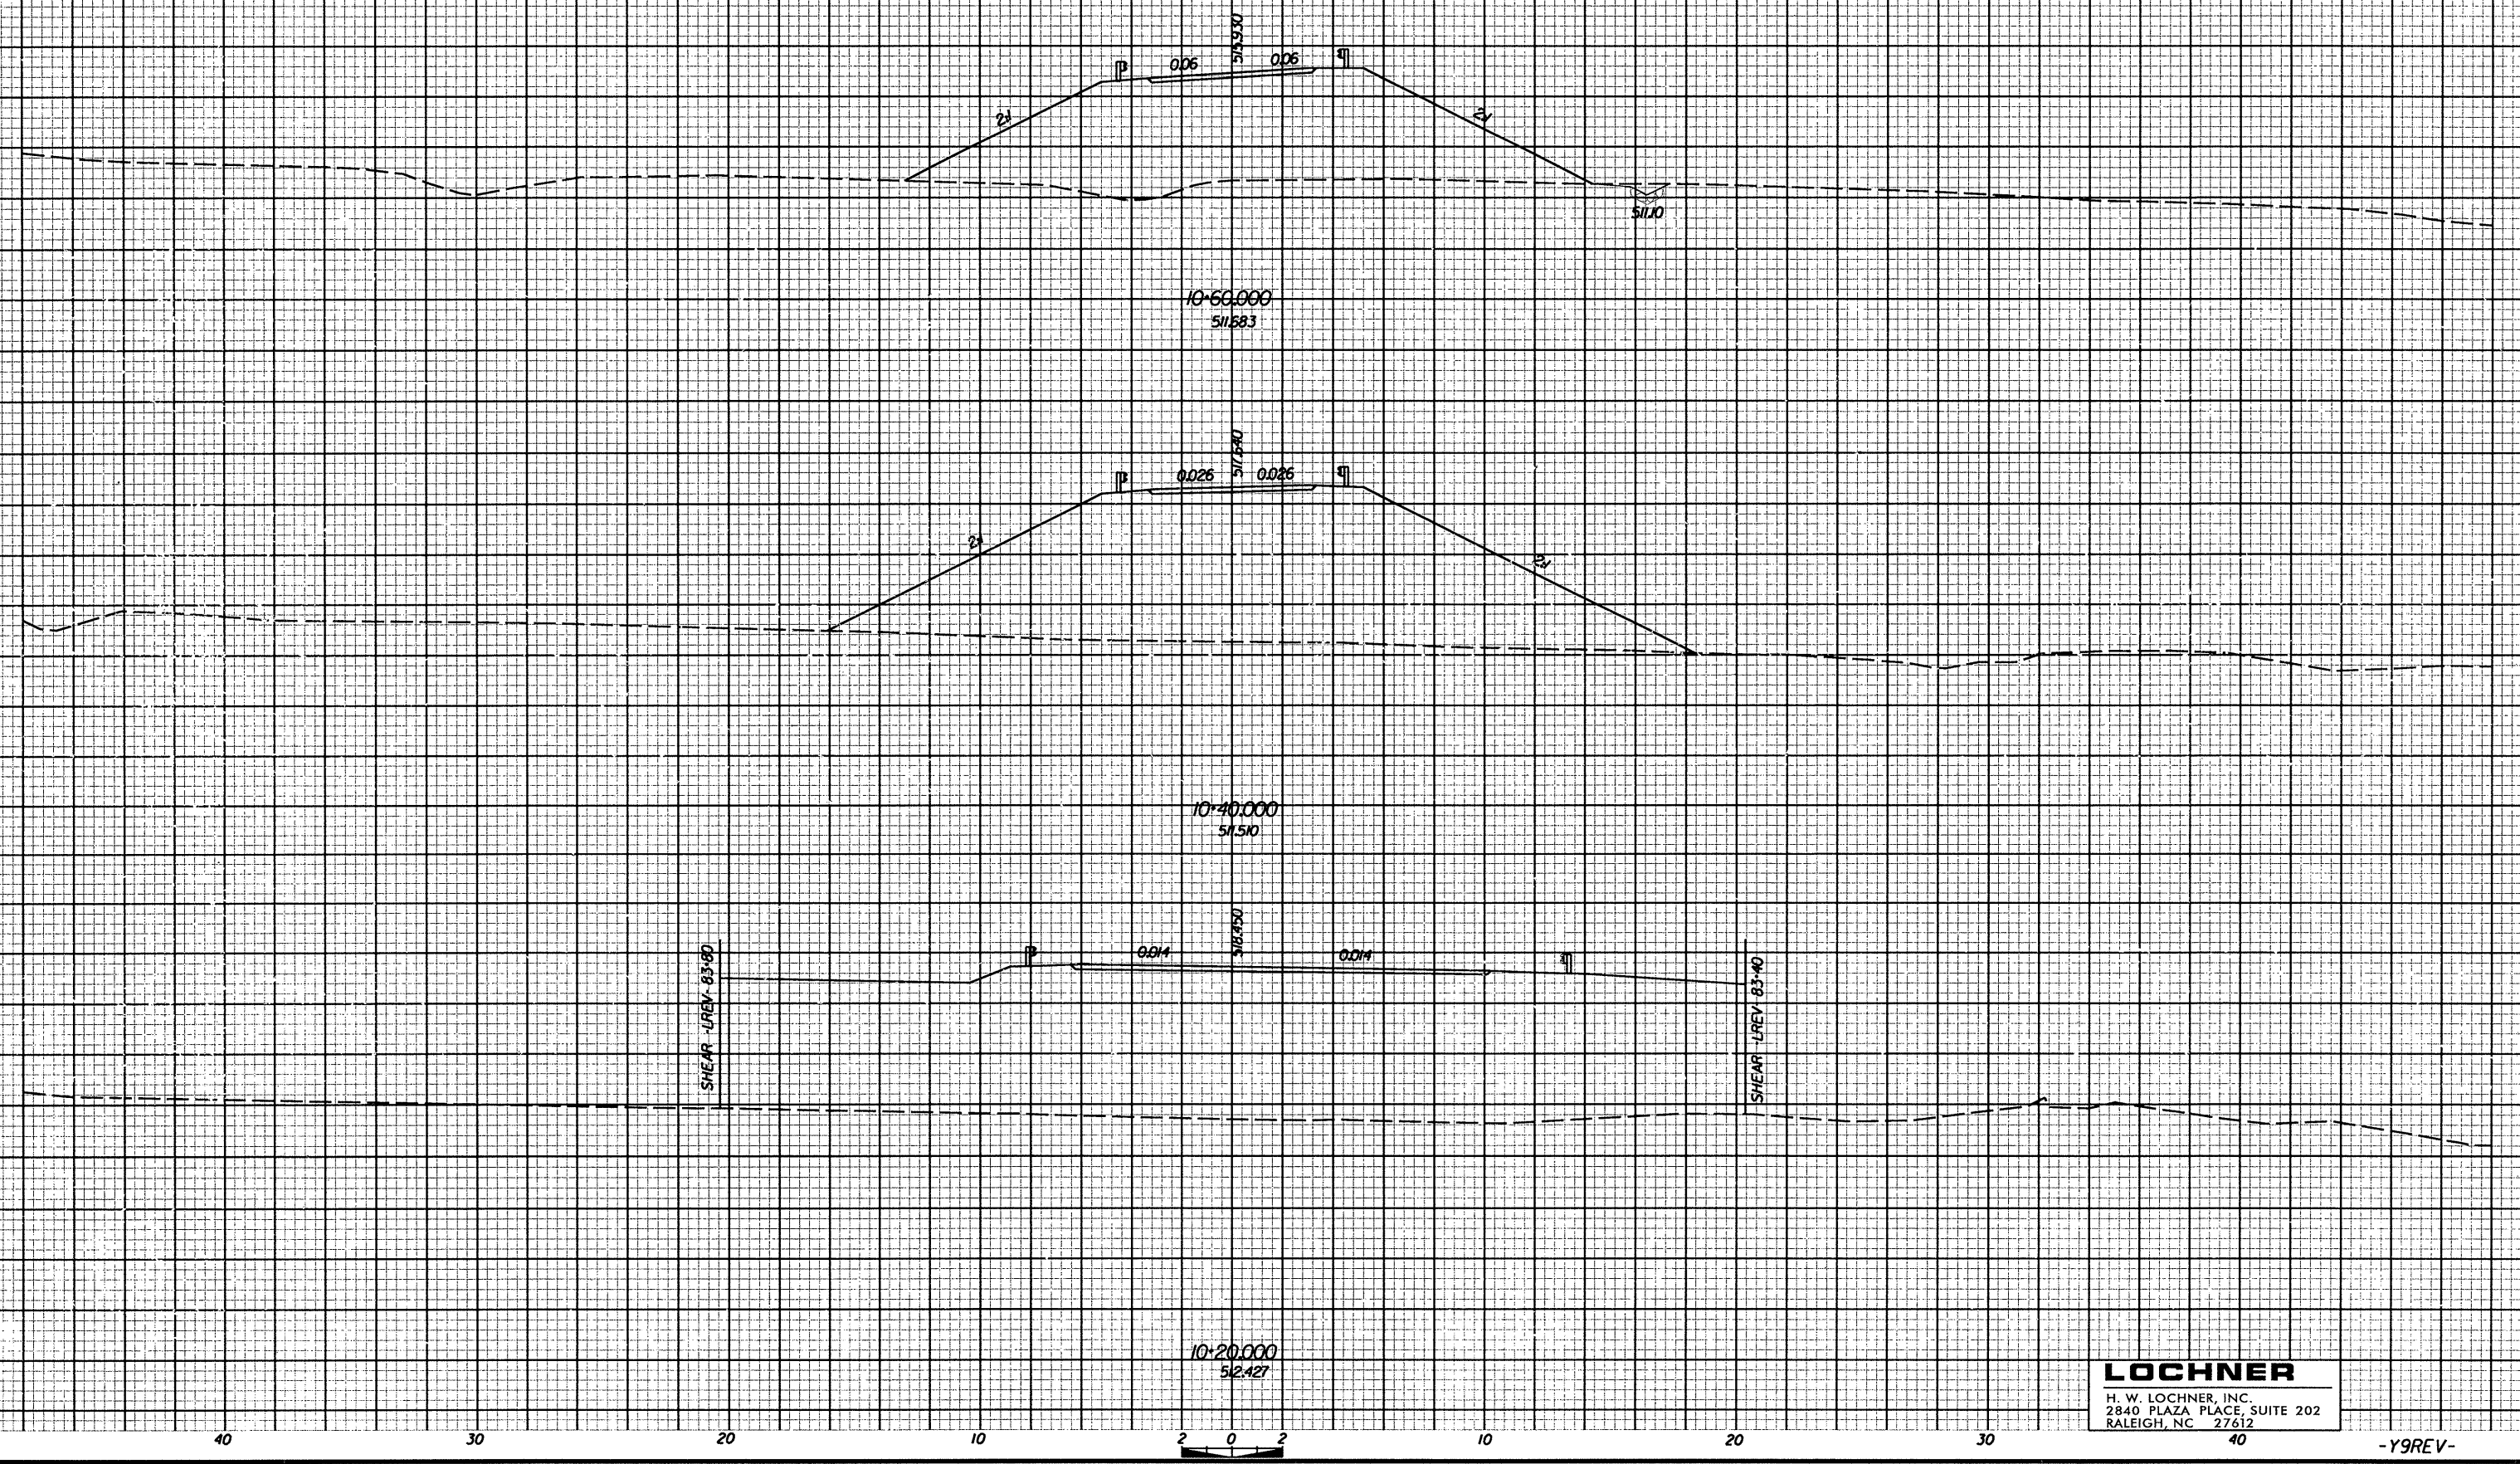 515.930
0.06 0.06
2:1 2:1
511.10
10+60.000
511.683
517.640
0.026 0.026
2:1 2:1
10+40.000
511.510
518.450
0.014 0.014
SHEAR -LREV- 83+80
SHEAR -LREV- 83+40
10+20.000
512.427
LOCHNER
H. W. LOCHNER, INC.
2840 PLAZA PLACE, SUITE 202
RALEIGH, NC 27612
40 30 20 10 2 0 2 10 20 30 40
-Y9REV-